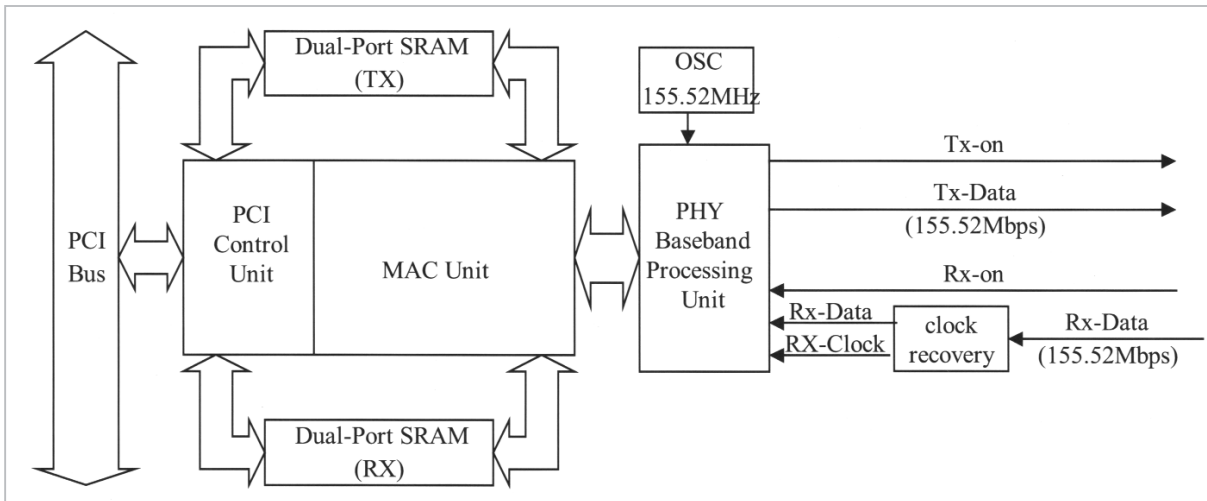 Dual-Port SRAM
(TX)
OSC
155.52MHz
Tx-on
Tx-Data
(155.52Mbps)
PCI
Bus
PCI
Control
Unit
MAC Unit
PHY
Baseband
Processing
Unit
Rx-on
Rx-Data
RX-Clock
clock
recovery
Rx-Data
(155.52Mbps)
Dual-Port SRAM
(RX)